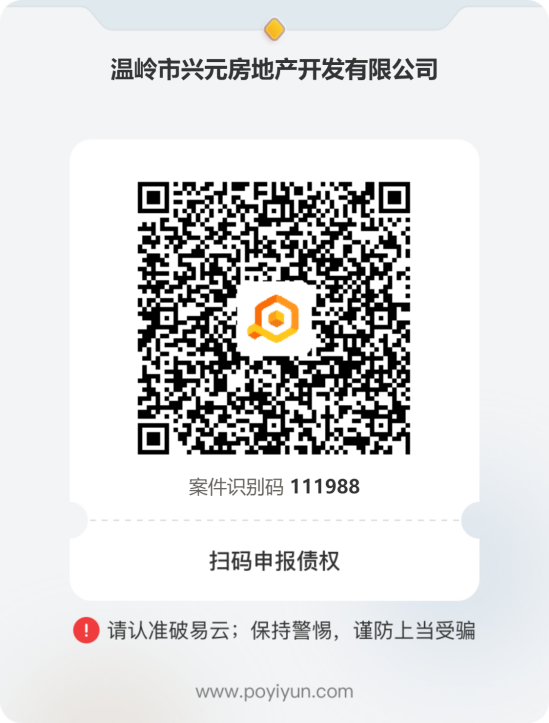 温岭市兴元房地产开发有限公司
案件识别码 111988
扫码申报债权
请认准破易云；保持警惕，谨防上当受骗
www.poyiyun.com